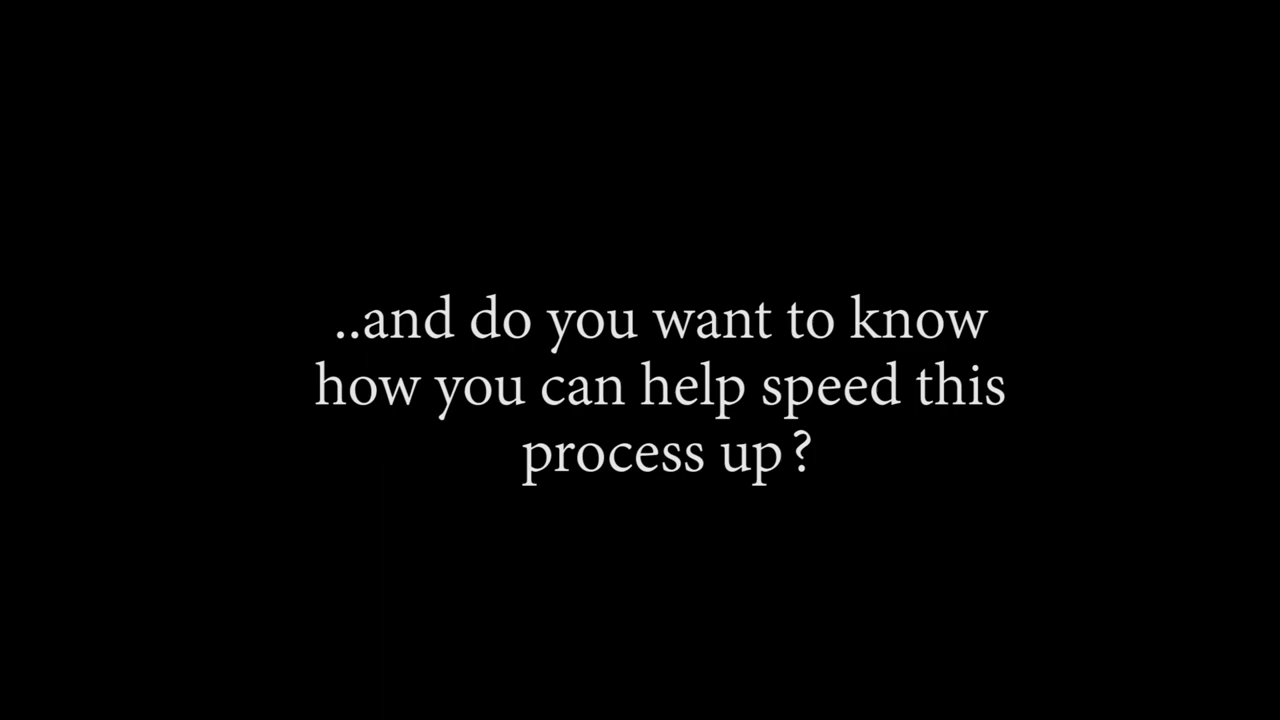 ..and do you want to know
how you can help speed this
process up?